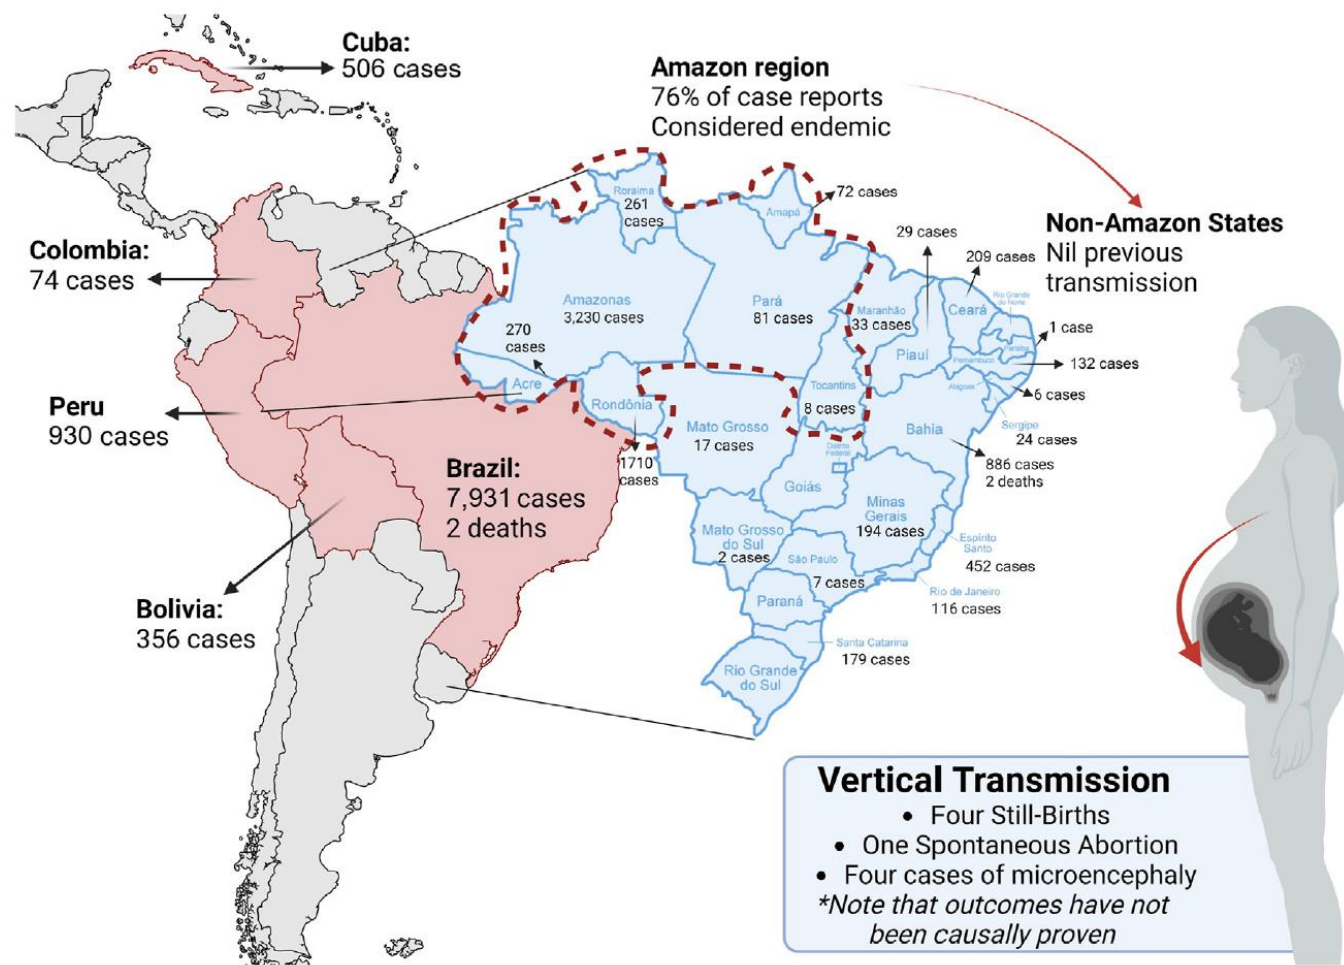 Cuba:
506 cases
Colombia:
74 cases
Peru
930 cases
Bolivia:
356 cases
Brazil:
7,931 cases
2 deaths
Amazon region
76% of case reports
Considered endemic
Non-Amazon States
Nil previous
transmission
Roraima
261
cases
Amapá
72 cases
Amazonas
3,230 cases
Pará
81 cases
270
cases
Acre
Rondônia
1710
cases
Tocantins
8 cases
Maranhão
33 cases
29 cases
Piauí
209 cases
Ceará
Rio Grande
do Norte
1 case
Paraíba
Pernambuco
132 cases
Alagoas
6 cases
Sergipe
24 cases
Bahia
886 cases
2 deaths
Mato Grosso
17 cases
Distrito
Federal
Goiás
Minas
Gerais
194 cases
Espírito
Santo
452 cases
Mato Grosso
do Sul
2 cases
São Paulo
7 cases
Rio de Janeiro
116 cases
Paraná
Santa Catarina
179 cases
Rio Grande
do Sul
Vertical Transmission
• Four Still-Births
• One Spontaneous Abortion
• Four cases of microencephaly
*Note that outcomes have not
been causally proven